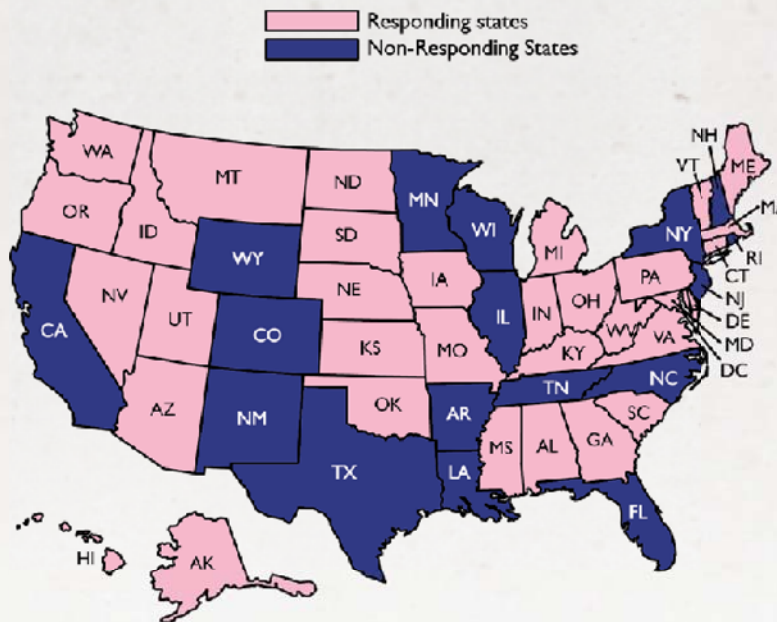 Responding states
Non-Responding States
NH
WA
VT
ME
MT
ND
MN
OR
MA
ID
SD
WI
NY
WY
MI
RI
CT
IA
PA
NE
NJ
NV
OH
IN
DE
UT
IL
CA
CO
WV
VA
MD
KS
MO
KY
DC
NC
TN
AZ
OK
NM
AR
SC
MS
AL
GA
TX
LA
FL
HI
AK